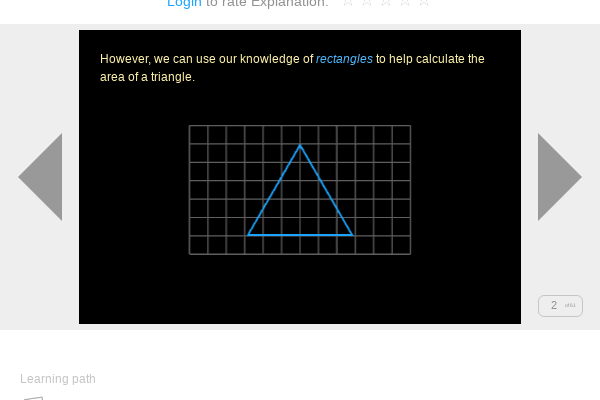 Login to rate Explanation:
However, we can use our knowledge of rectangles to help calculate the
area of a triangle.
2
Learning path